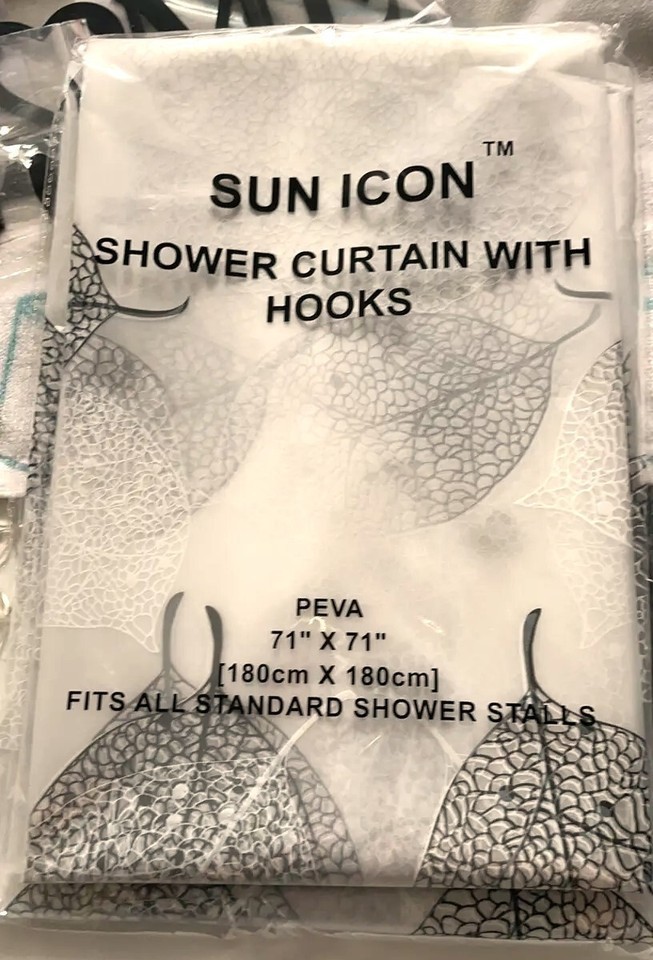 SUN ICON™
SHOWER CURTAIN WITH
HOOKS
PEVA
71" X 71"
[180cm X 180cm]
FITS ALL STANDARD SHOWER STALLS